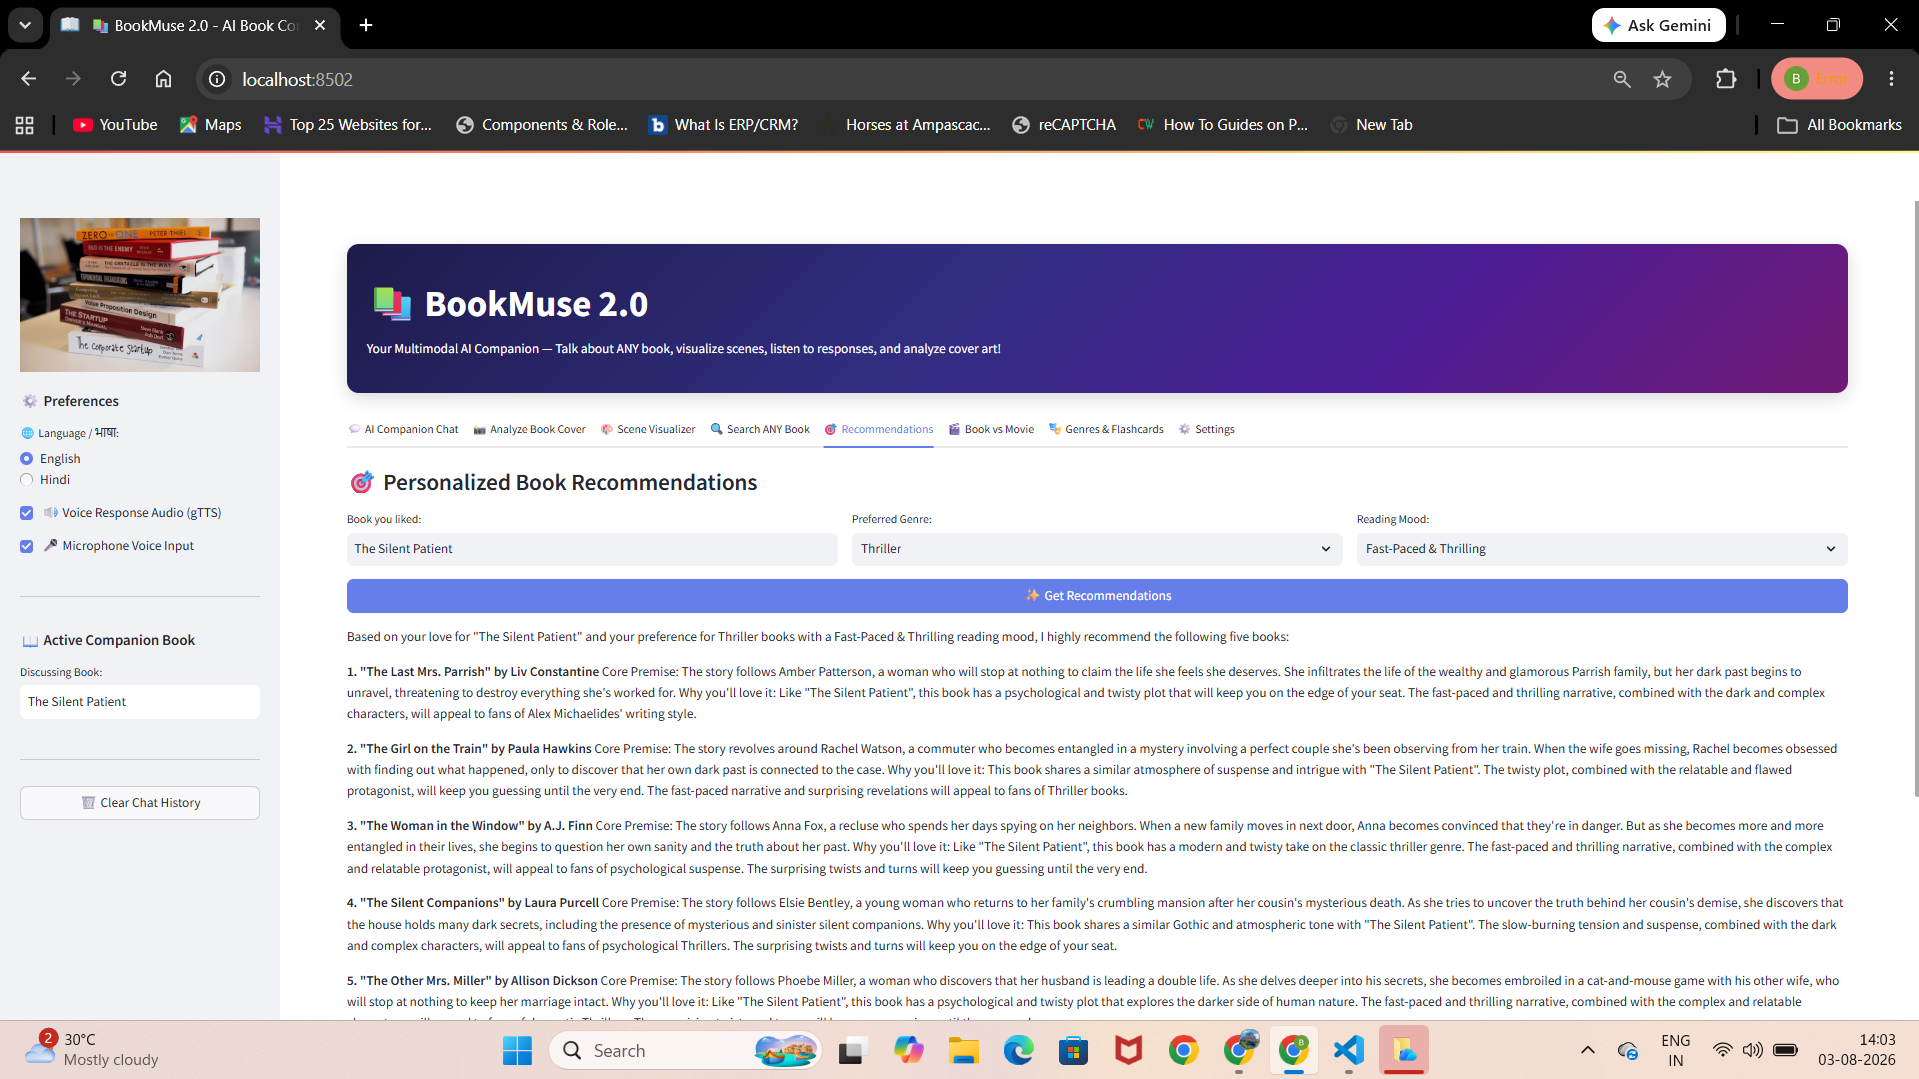 BookMuse 2.0 - AI Book Co
Ask Gemini
localhost:8502
B Error
YouTube
Maps
Top 25 Websites for...
Components & Role...
What Is ERP/CRM?
Horses at Ampascac...
reCAPTCHA
How To Guides on P...
New Tab
All Bookmarks
ZERO TO ONE PETER THIEL
EGO IS THE ENEMY
THE OBSTACLE IS THE WAY
EXPONENTIAL ORGANIZATIONS
Value Proposition Design
THE STARTUP OWNER'S MANUAL
The Corporate Startup
⚙️ Preferences
🌐 Language / भाषा:
English
Hindi
🔊 Voice Response Audio (gTTS)
🎤 Microphone Voice Input
📖 Active Companion Book
Discussing Book:
The Silent Patient
🗑️ Clear Chat History
📚 BookMuse 2.0
Your Multimodal AI Companion — Talk about ANY book, visualize scenes, listen to responses, and analyze cover art!
💬 AI Companion Chat
📷 Analyze Book Cover
🎨 Scene Visualizer
🔍 Search ANY Book
🎯 Recommendations
🎬 Book vs Movie
🎭 Genres & Flashcards
⚙️ Settings
🎯 Personalized Book Recommendations
Book you liked:
The Silent Patient
Preferred Genre:
Thriller
Reading Mood:
Fast-Paced & Thrilling
✨ Get Recommendations
Based on your love for "The Silent Patient" and your preference for Thriller books with a Fast-Paced & Thrilling reading mood, I highly recommend the following five books:
1. "The Last Mrs. Parrish" by Liv Constantine Core Premise: The story follows Amber Patterson, a woman who will stop at nothing to claim the life she feels she deserves. She infiltrates the life of the wealthy and glamorous Parrish family, but her dark past begins to
unravel, threatening to destroy everything she's worked for. Why you'll love it: Like "The Silent Patient", this book has a psychological and twisty plot that will keep you on the edge of your seat. The fast-paced and thrilling narrative, combined with the dark and complex
characters, will appeal to fans of Alex Michaelides' writing style.
2. "The Girl on the Train" by Paula Hawkins Core Premise: The story revolves around Rachel Watson, a commuter who becomes entangled in a mystery involving a perfect couple she's been observing from her train. When the wife goes missing, Rachel becomes obsessed
with finding out what happened, only to discover that her own dark past is connected to the case. Why you'll love it: This book shares a similar atmosphere of suspense and intrigue with "The Silent Patient". The twisty plot, combined with the relatable and flawed
protagonist, will keep you guessing until the very end. The fast-paced narrative and surprising revelations will appeal to fans of Thriller books.
3. "The Woman in the Window" by A.J. Finn Core Premise: The story follows Anna Fox, a recluse who spends her days spying on her neighbors. When a new family moves in next door, Anna becomes convinced that they're in danger. But as she becomes more and more
entangled in their lives, she begins to question her own sanity and the truth about her past. Why you'll love it: Like "The Silent Patient", this book has a modern and twisty take on the classic thriller genre. The fast-paced and thrilling narrative, combined with the complex
and relatable protagonist, will appeal to fans of psychological suspense. The surprising twists and turns will keep you guessing until the very end.
4. "The Silent Companions" by Laura Purcell Core Premise: The story follows Elsie Bentley, a young woman who returns to her family's crumbling mansion after her cousin's mysterious death. As she tries to uncover the truth behind her cousin's demise, she discovers that
the house holds many dark secrets, including the presence of mysterious and sinister silent companions. Why you'll love it: This book shares a similar Gothic and atmospheric tone with "The Silent Patient". The slow-burning tension and suspense, combined with the dark
and complex characters, will appeal to fans of psychological Thrillers. The surprising twists and turns will keep you on the edge of your seat.
5. "The Other Mrs. Miller" by Allison Dickson Core Premise: The story follows Phoebe Miller, a woman who discovers that her husband is leading a double life. As she delves deeper into his secrets, she becomes embroiled in a cat-and-mouse game with his other wife, who
will stop at nothing to keep her marriage intact. Why you'll love it: Like "The Silent Patient", this book has a psychological and twisty plot that explores the darker side of human nature. The fast-paced and thrilling narrative, combined with the complex and relatable
2
30°C
Mostly cloudy
Search
ENG
IN
14:03
03-08-2026